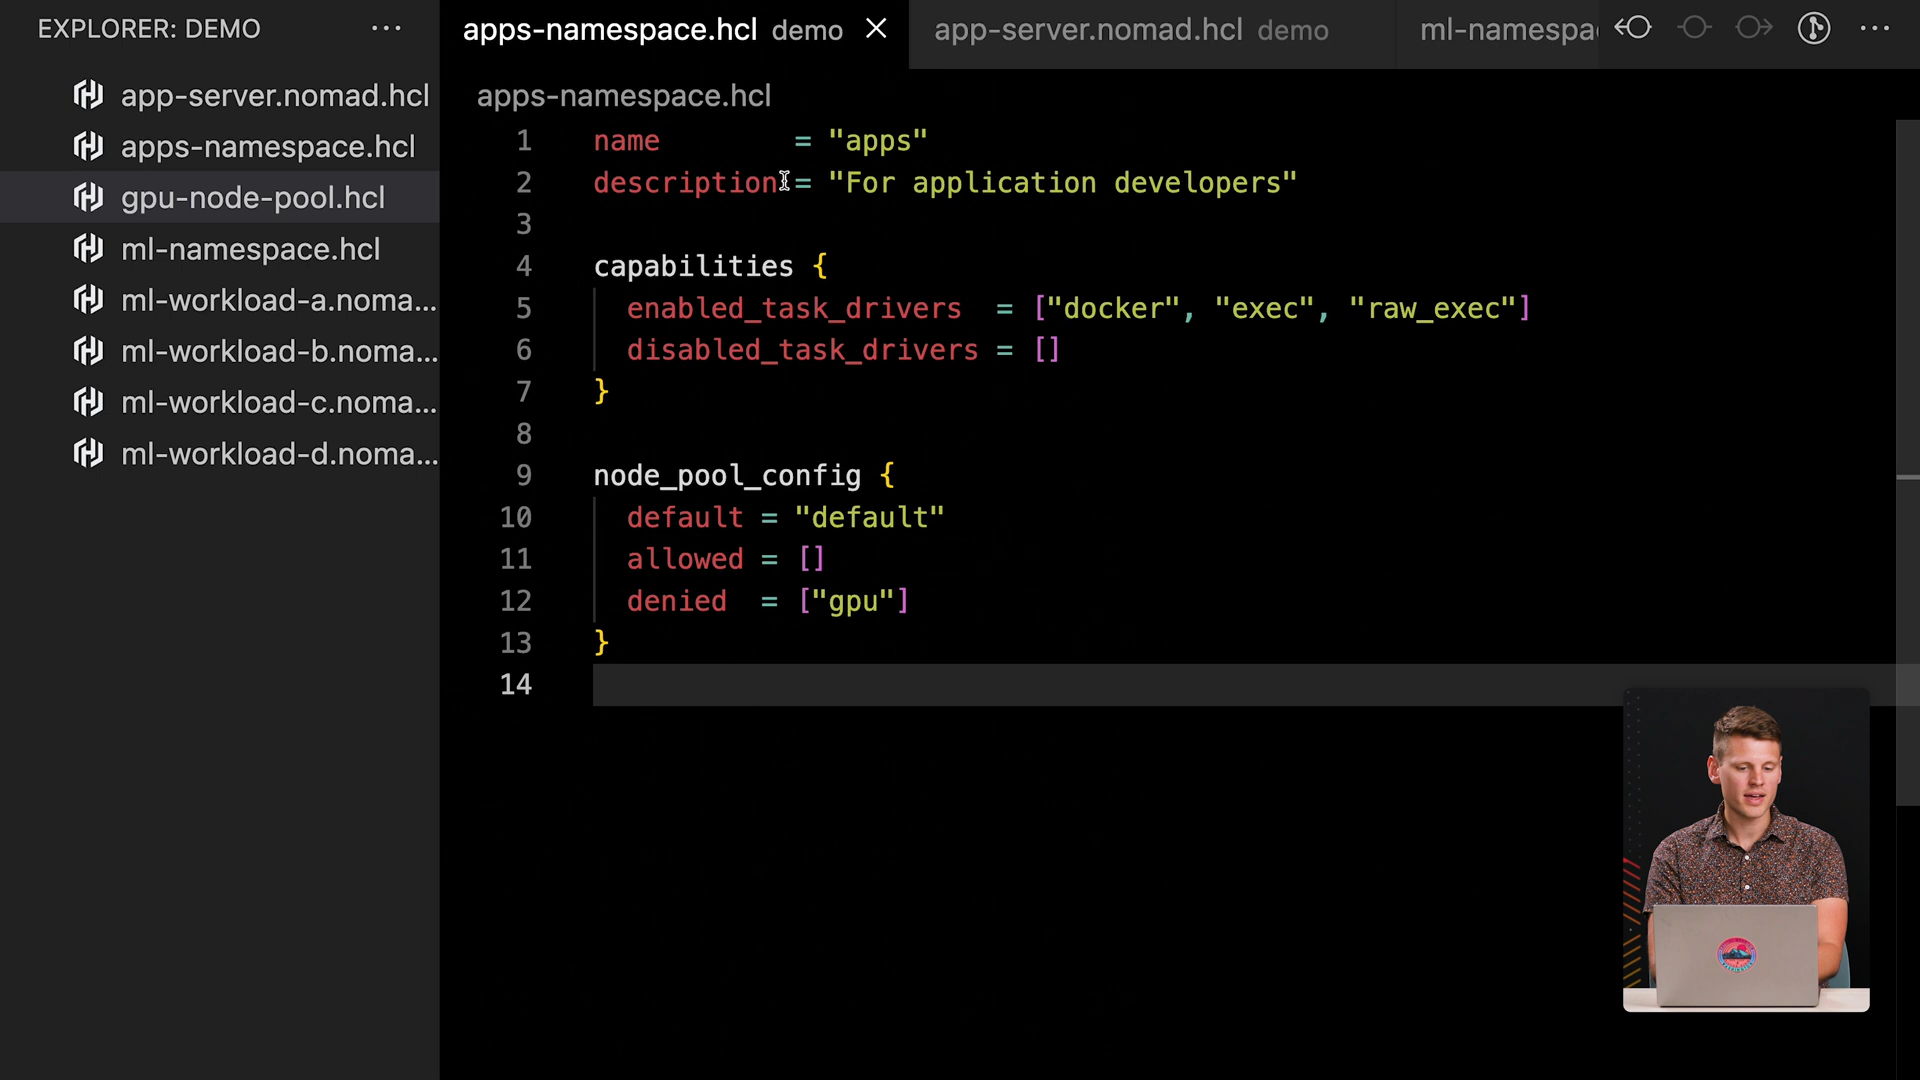 EXPLORER: DEMO ...
app-server.nomad.hcl
apps-namespace.hcl
gpu-node-pool.hcl
ml-namespace.hcl
ml-workload-a.noma...
ml-workload-b.noma...
ml-workload-c.noma...
ml-workload-d.noma...
apps-namespace.hcl demo app-server.nomad.hcl demo ml-namespa
apps-namespace.hcl
1 name = "apps"
2 description = "For application developers"
3
4 capabilities {
5 enabled_task_drivers = ["docker", "exec", "raw_exec"]
6 disabled_task_drivers = []
7 }
8
9 node_pool_config {
10 default = "default"
11 allowed = []
12 denied = ["gpu"]
13 }
14